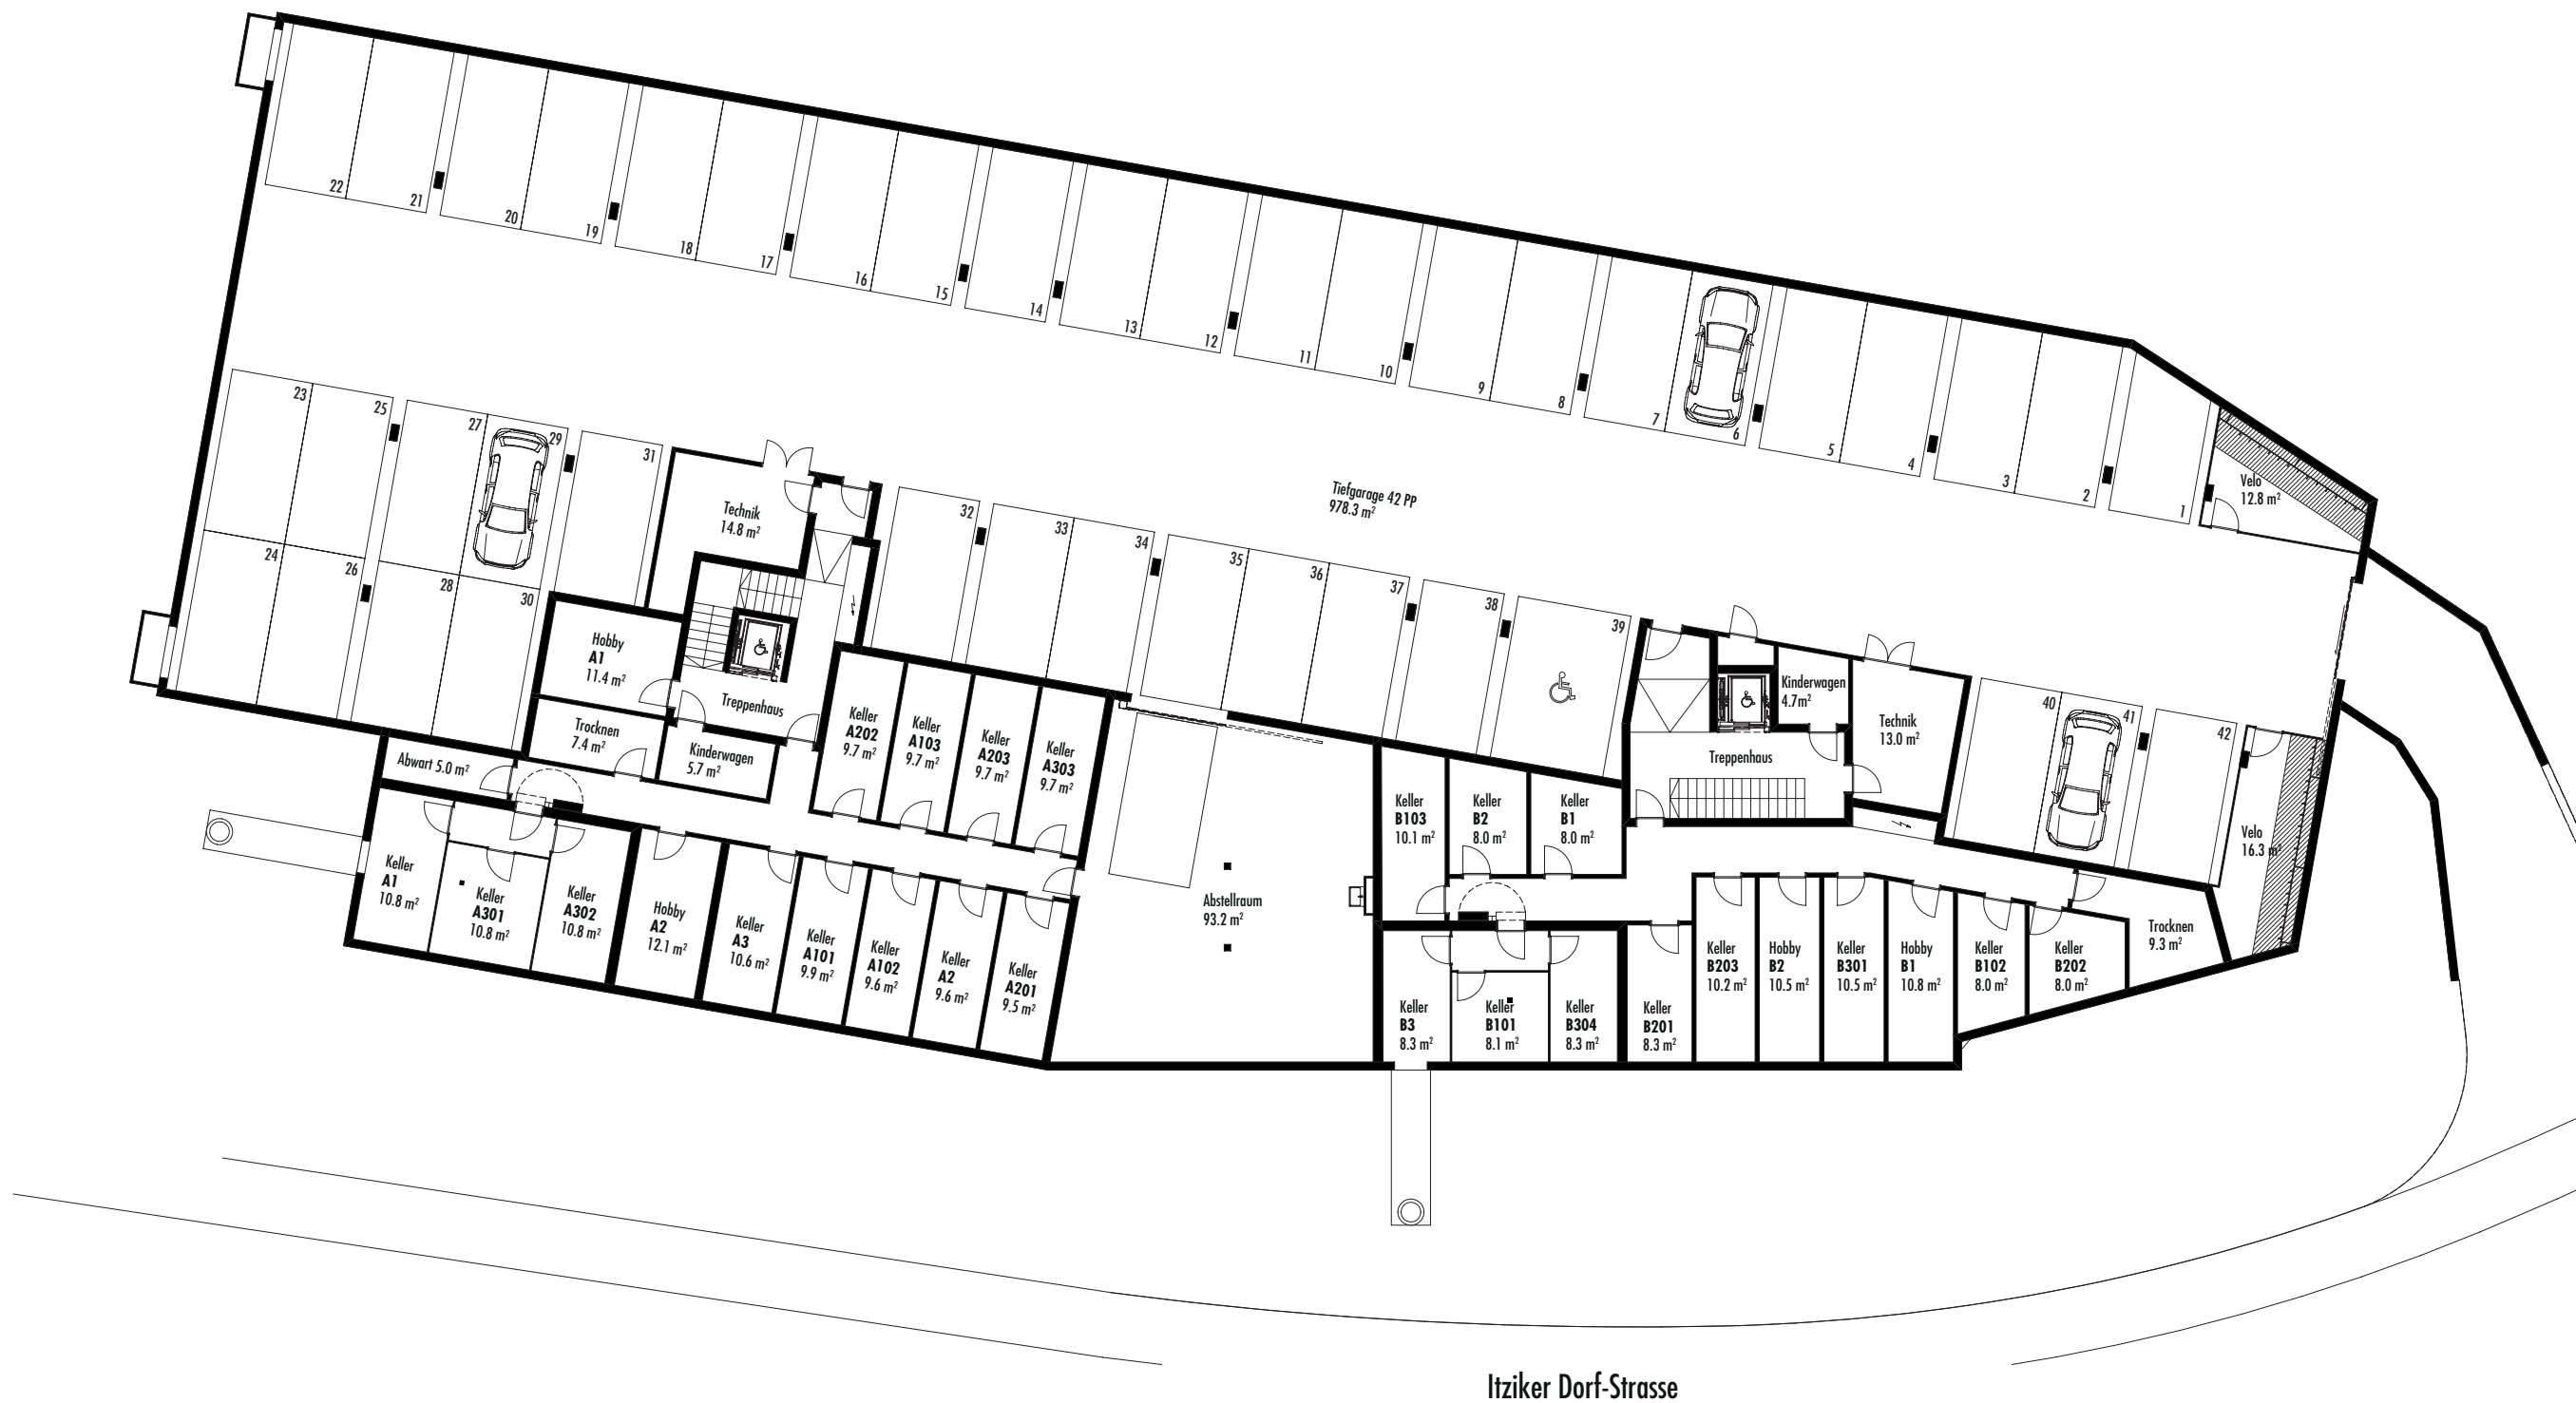 22
21
20
19
18
17
16
15
14
13
12
11
10
9
8
7
6
5
4
3
2
1
Velo
12.8 m²
Tiefgarage 42 PP
978.3 m²
23
25
27
29
31
24
26
28
30
Technik
14.8 m²
32
33
34
35
36
37
38
39
Hobby
A1
11.4 m²
Treppenhaus
Trocknen
7.4 m²
Kinderwagen
5.7 m²
Abwart 5.0 m²
Keller
A202
9.7 m²
Keller
A103
9.7 m²
Keller
A203
9.7 m²
Keller
A303
9.7 m²
Kinderwagen
4.7m²
Technik
13.0 m²
Treppenhaus
40
41
42
Velo
16.3 m²
Keller
B103
10.1 m²
Keller
B2
8.0 m²
Keller
B1
8.0 m²
Keller
A1
10.8 m²
Keller
A301
10.8 m²
Keller
A302
10.8 m²
Hobby
A2
12.1 m²
Keller
A3
10.6 m²
Keller
A101
9.9 m²
Keller
A102
9.6 m²
Keller
A2
9.6 m²
Keller
A201
9.5 m²
Abstellraum
93.2 m²
Keller
B3
8.3 m²
Keller
B101
8.1 m²
Keller
B304
8.3 m²
Keller
B201
8.3 m²
Keller
B203
10.2 m²
Hobby
B2
10.5 m²
Keller
B301
10.5 m²
Hobby
B1
10.8 m²
Keller
B102
8.0 m²
Keller
B202
8.0 m²
Trocknen
9.3 m²
Itziker Dorf-Strasse